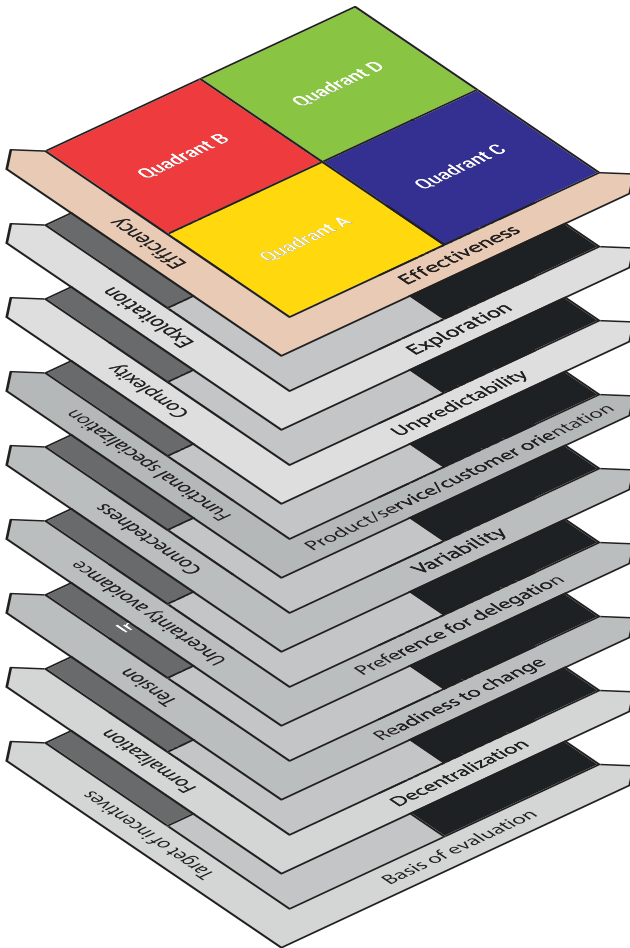 Quadrant D
Quadrant B
Quadrant C
Quadrant A
Efficiency
Effectiveness
Exploitation
Exploration
Complexity
Unpredictability
Functional specialization
Product/service/customer orientation
Connectedness
Variability
Uncertainty avoidance
Preference for delegation
Tension
Readiness to change
Formalization
Decentralization
Target of incentives
Basis of evaluation